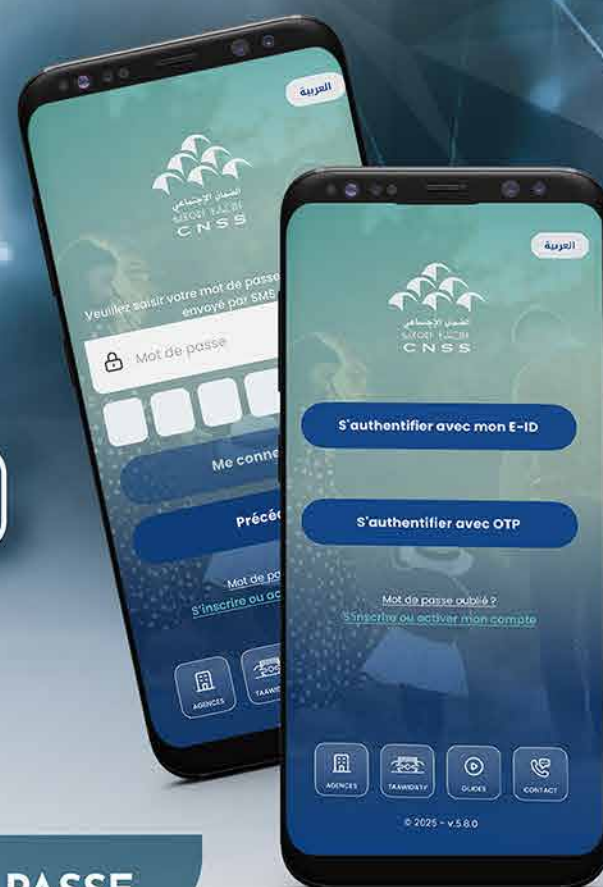 العربية
الضمان الاجتماعي
CNSS
Veuillez saisir votre mot de passe
envoyé par SMS
Mot de passe
Me conne
Précéd
Mot de pa
S'inscrire ou ac
AGENCES
TAAWID
العربية
الضمان الاجتماعي
CNSS
S'authentifier avec mon E-ID
S'authentifier avec OTP
Mot de passe oublié ?
S'inscrire ou activer mon compte
AGENCES
TAAWIDATY
GUIDES
CONTACT
© 2025 - v.5.8.0
PASSE